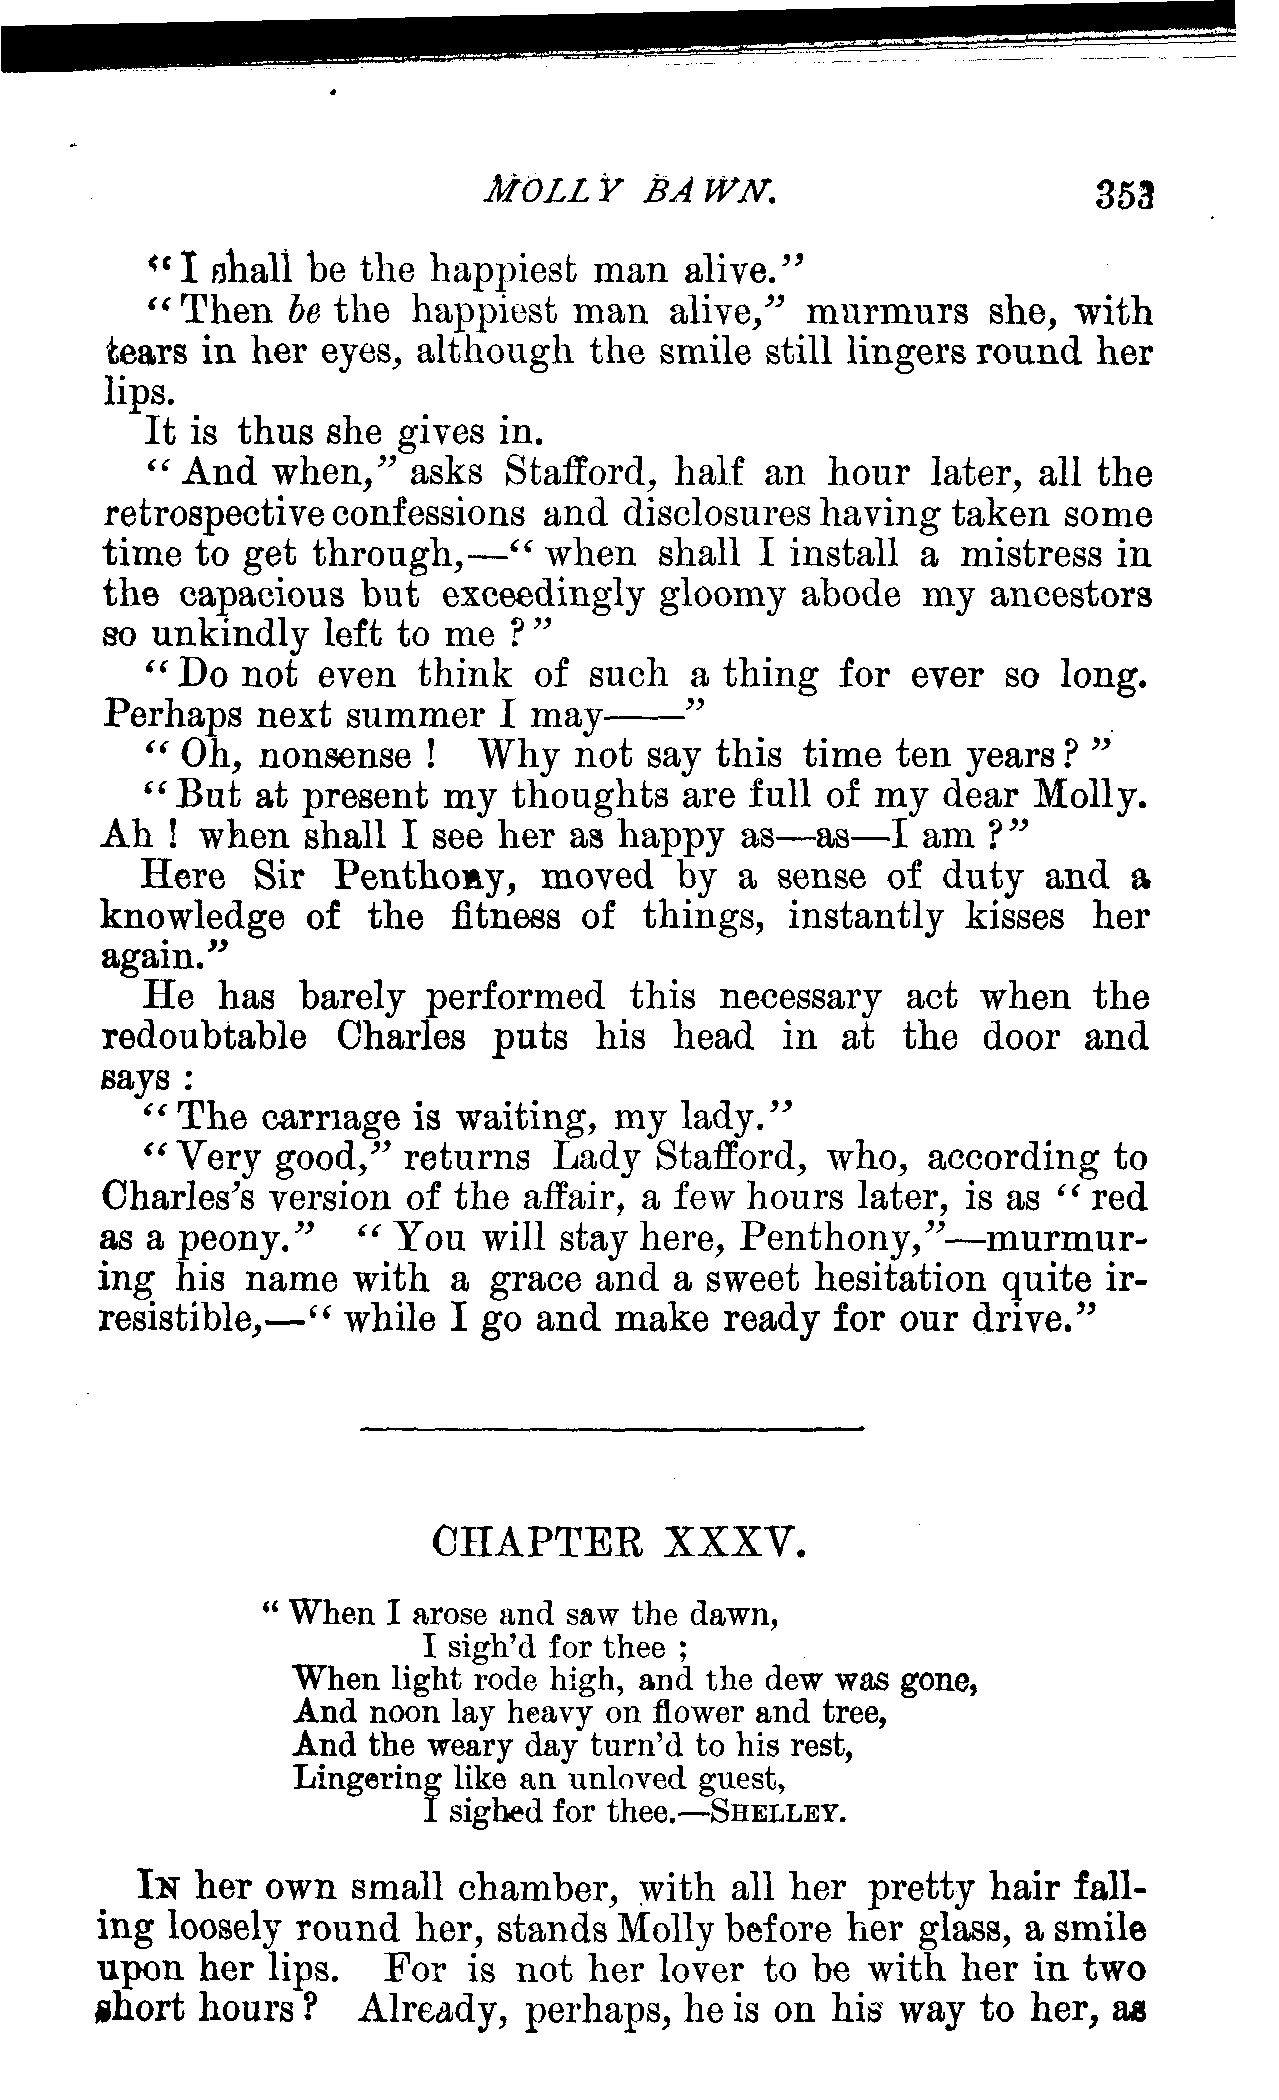 MOLLY BAWN. 353
“I shall be the happiest man alive.”
“Then be the happiest man alive,” murmurs she, with
tears in her eyes, although the smile still lingers round her
lips.
It is thus she gives in.
“And when,” asks Stafford, half an hour later, all the
retrospective confessions and disclosures having taken some
time to get through,—“when shall I install a mistress in
the capacious but exceedingly gloomy abode my ancestors
so unkindly left to me?”
“Do not even think of such a thing for ever so long.
Perhaps next summer I may——”
“Oh, nonsense! Why not say this time ten years?”
“But at present my thoughts are full of my dear Molly.
Ah! when shall I see her as happy as—as—I am?”
Here Sir Penthony, moved by a sense of duty and a
knowledge of the fitness of things, instantly kisses her
again.”
He has barely performed this necessary act when the
redoubtable Charles puts his head in at the door and
says:
“The carriage is waiting, my lady.”
“Very good,” returns Lady Stafford, who, according to
Charles’s version of the affair, a few hours later, is as “red
as a peony.” “You will stay here, Penthony,”—murmur-
ing his name with a grace and a sweet hesitation quite ir-
resistible,—“while I go and make ready for our drive.”
CHAPTER XXXV.
“When I arose and saw the dawn,
I sigh’d for thee;
When light rode high, and the dew was gone,
And noon lay heavy on flower and tree,
And the weary day turn’d to his rest,
Lingering like an unloved guest,
I sighed for thee.—SHELLEY.
IN her own small chamber, with all her pretty hair fall-
ing loosely round her, stands Molly before her glass, a smile
upon her lips. For is not her lover to be with her in two
short hours? Already, perhaps, he is on his way to her, as